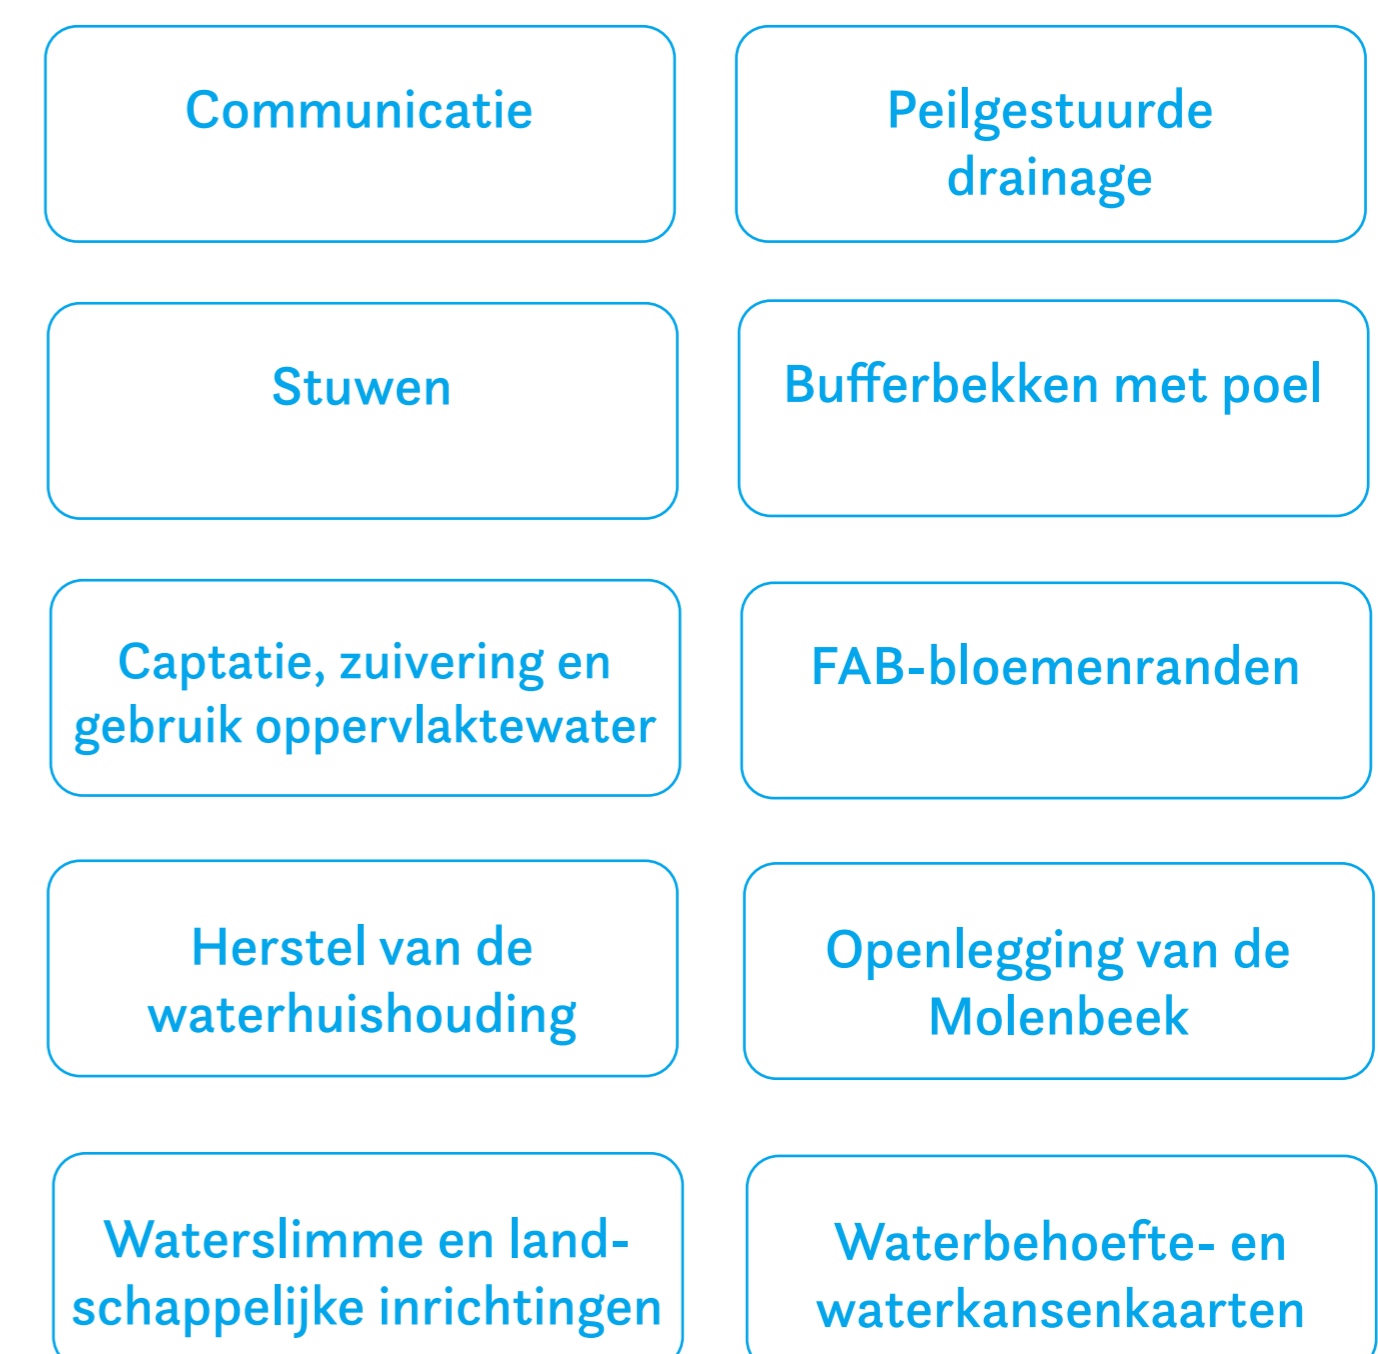 Communicatie
Peilgestuurde
drainage
Stuwen
Bufferbekken met poel
Captatie, zuivering en
gebruik oppervlaktewater
FAB-bloemenranden
Herstel van de
waterhuishouding
Openlegging van de
Molenbeek
Waterslimme en land-
schappelijke inrichtingen
Waterbehoefte- en
waterkansenkaarten